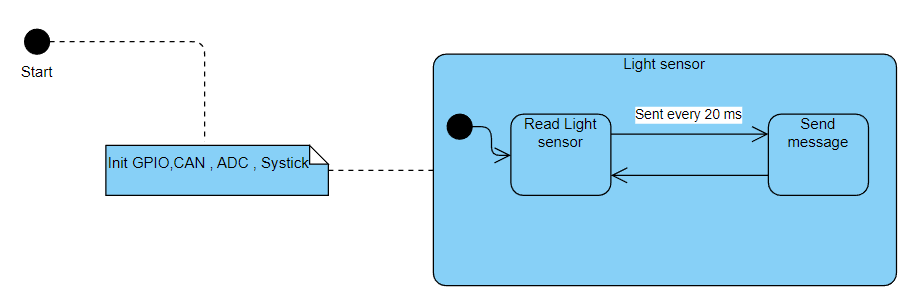 Start
Init GPIO,CAN , ADC , Systick
Light sensor
Read Light
sensor
Sent every 20 ms
Send
message